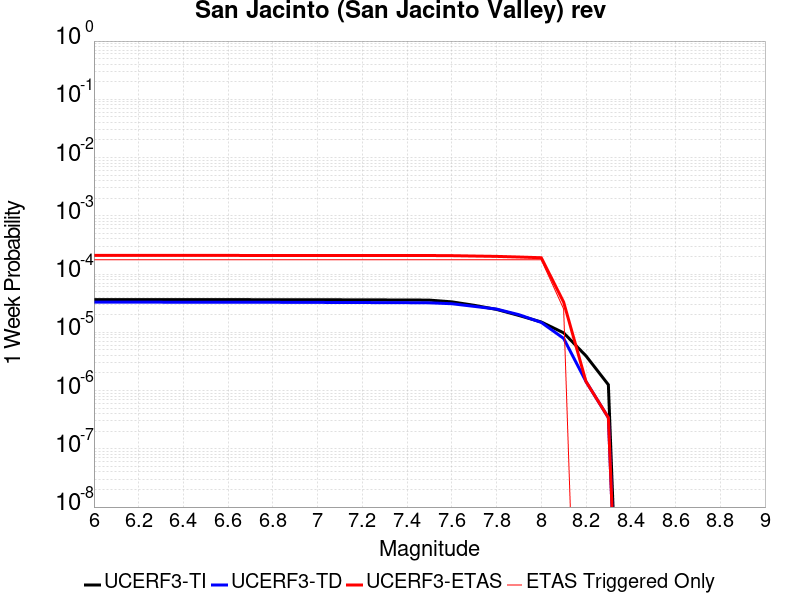 San Jacinto (San Jacinto Valley) rev
10^0
10^-1
10^-2
10^-3
10^-4
10^-5
10^-6
10^-7
10^-8
1 Week Probability
6 6.2 6.4 6.6 6.8 7 7.2 7.4 7.6 7.8 8 8.2 8.4 8.6 8.8 9
Magnitude
UCERF3-TI UCERF3-TD UCERF3-ETAS ETAS Triggered Only